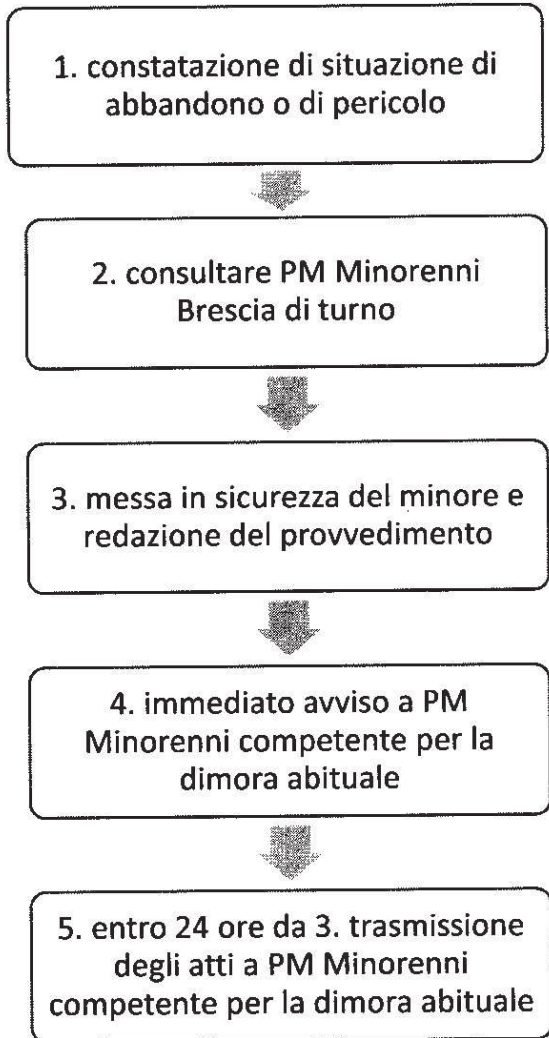 1. constatazione di situazione di
abbandono o di pericolo
2. consultare PM Minorenni
Brescia di turno
3. messa in sicurezza del minore e
redazione del provvedimento
4. immediato avviso a PM
Minorenni competente per la
dimora abituale
5. entro 24 ore da 3. trasmissione
degli atti a PM Minorenni
competente per la dimora abituale